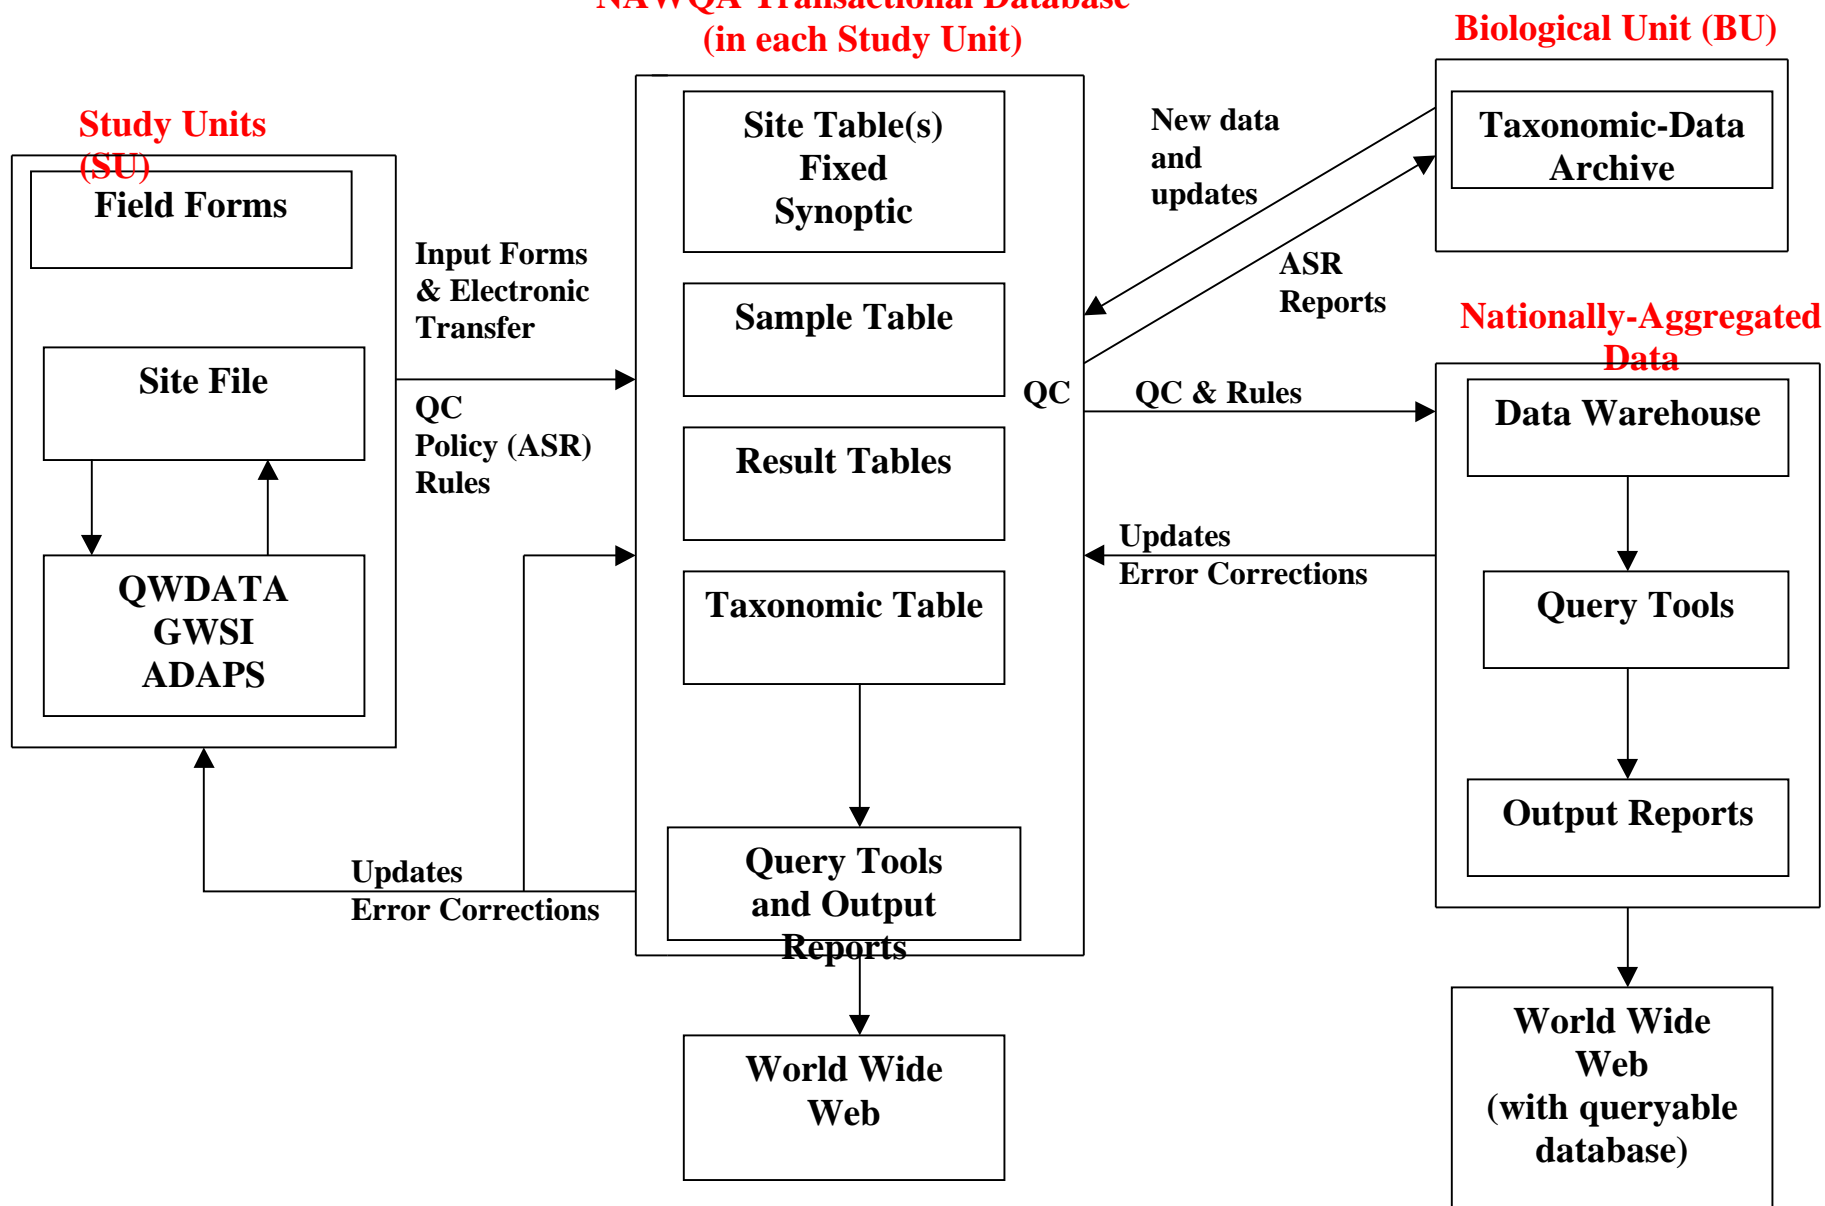 NAWQA Transactional Database
(in each Study Unit)
Biological Unit (BU)
Study Units
(SU)
Field Forms
Site File
QWDATA
GWSI
ADAPS
Input Forms
& Electronic
Transfer
QC
Policy (ASR)
Rules
Updates
Error Corrections
Site Table(s)
Fixed
Synoptic
Sample Table
Result Tables
Taxonomic Table
Query Tools
and Output
Reports
World Wide
Web
QC
New data
and
updates
ASR
Reports
QC & Rules
Updates
Error Corrections
Taxonomic-Data
Archive
Nationally-Aggregated
Data
Data Warehouse
Query Tools
Output Reports
World Wide
Web
(with queryable
database)